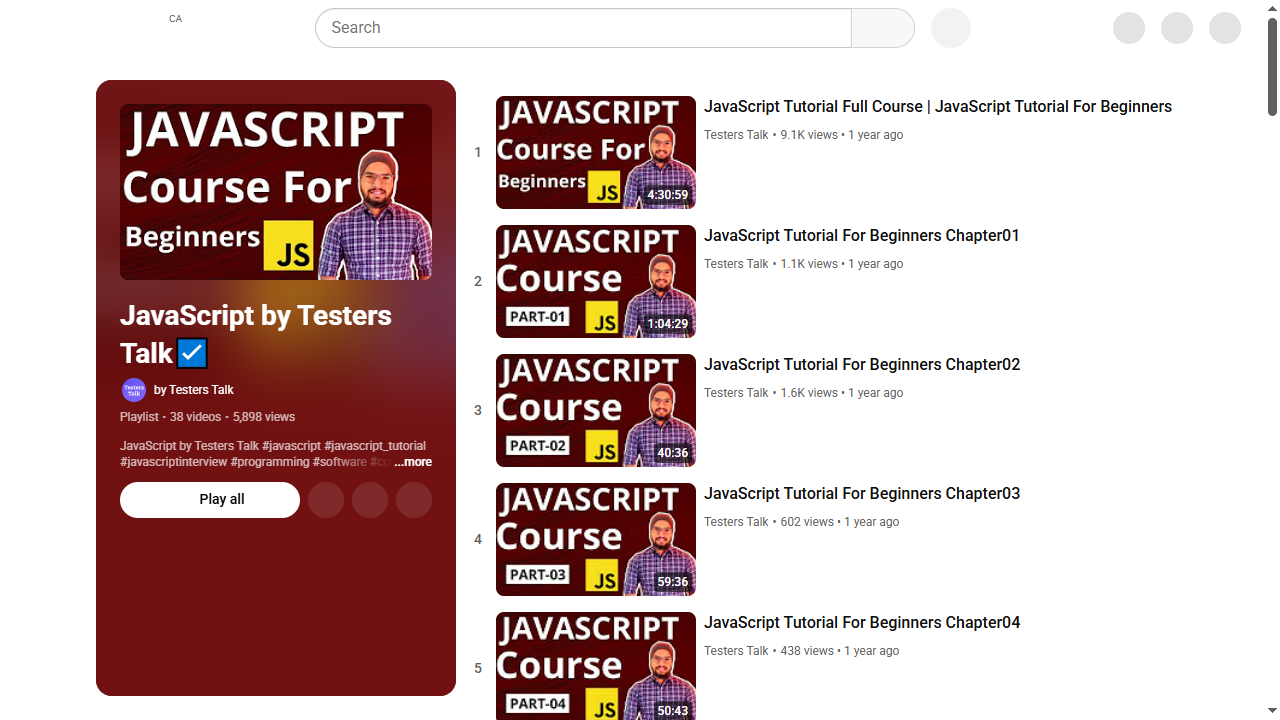 CA
Search
JAVASCRIPT
Course For
Beginners
JS
JavaScript by Testers
Talk ☑
Testers
Talk
by Testers Talk
Playlist • 38 videos • 5,898 views
JavaScript by Testers Talk #javascript #javascript_tutorial
#javascriptinterview #programming #software #co ...more
Play all
1
JAVASCRIPT
Course For
Beginners
JS
4:30:59
JavaScript Tutorial Full Course | JavaScript Tutorial For Beginners
Testers Talk • 9.1K views • 1 year ago
2
JAVASCRIPT
Course
PART-01
JS
1:04:29
JavaScript Tutorial For Beginners Chapter01
Testers Talk • 1.1K views • 1 year ago
3
JAVASCRIPT
Course
PART-02
JS
40:36
JavaScript Tutorial For Beginners Chapter02
Testers Talk • 1.6K views • 1 year ago
4
JAVASCRIPT
Course
PART-03
JS
59:36
JavaScript Tutorial For Beginners Chapter03
Testers Talk • 602 views • 1 year ago
5
JAVASCRIPT
Course
PART-04
JS
50:43
JavaScript Tutorial For Beginners Chapter04
Testers Talk • 438 views • 1 year ago